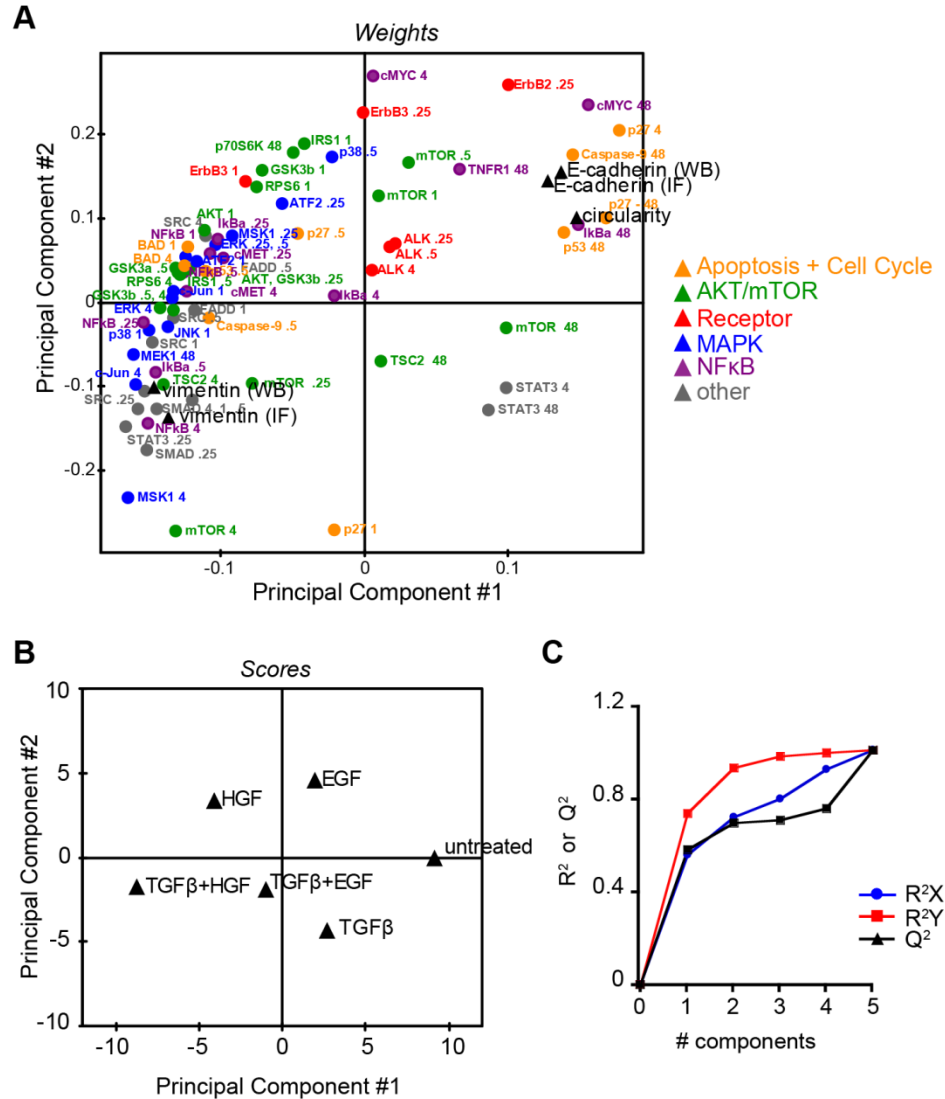 A
Weights
cMYC 4
ErbB2 .25
ErbB3 .25
cMYC 48
p70S6K 48
IRS1 1
p27 4
p38 .5
mTOR .5
Caspase-9 48
GSK3b 1
TNFR1 48
E-cadherin (WB)
ErbB3 1
RPS6 1
E-cadherin (IF)
mTOR 1
ATF2 .25
p27 - 48
AKT 1
circularity
SRC 4
IkBa .25
NFkB 1
MSK1 .25
p27 .5
p53 48
IkBa 48
BAD 1
ERK .25, .5
ALK .25
cMET .25
BAD 4
ATF2 1
ALK .5
GSK3a .5
NFkB .5
p53 .5
FADD .5
ALK 4
RPS6 4
IRS1 .5
AKT, GSK3b .25
GSK3b .5, 4
c-Jun 1
cMET 4
IkBa 4
ERK 4
FADD 1
SRC .5
NFkB .25
Caspase-9 .5
mTOR 48
p38 1
JNK 1
SRC 1
MEK1 48
TSC2 48
IkBa .5
c-Jun 4
TSC2 4
mTOR .25
vimentin (WB)
STAT3 4
SRC .25
SMAD 4, 1, .5
STAT3 48
vimentin (IF)
NFkB 4
STAT3 .25
SMAD .25
MSK1 4
mTOR 4
p27 1
0.2
0.1
0
-0.1
-0.2
-0.1
0
0.1
Principal Component #2
Principal Component #1
Apoptosis + Cell Cycle
AKT/mTOR
Receptor
MAPK
NFκB
other
B
Scores
10
5
0
-5
-10
Principal Component #2
EGF
HGF
untreated
TGFβ+HGF
TGFβ+EGF
TGFβ
-10
-5
0
5
10
Principal Component #1
C
1.2
0.8
0.4
0
R² or Q²
0
1
2
3
4
5
# components
R²X
R²Y
Q²